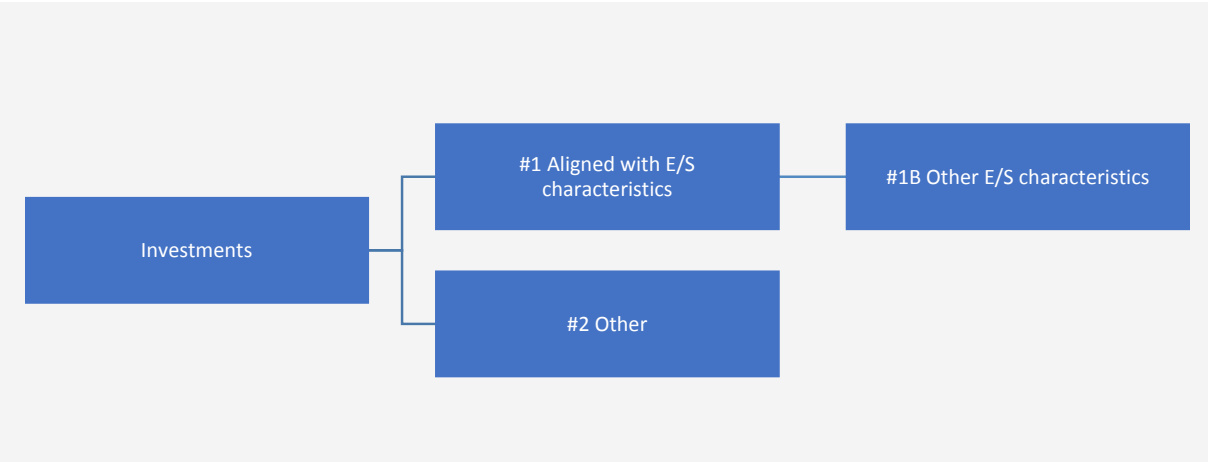 Investments
#1 Aligned with E/S
characteristics
#1B Other E/S characteristics
#2 Other